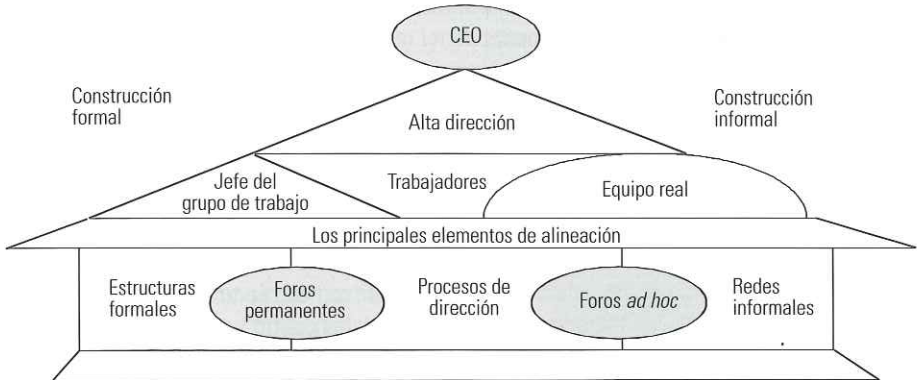 CEO
Construcción
formal
Construcción
informal
Alta dirección
Jefe del
grupo de trabajo
Trabajadores
Equipo real
Los principales elementos de alineación
Estructuras
formales
Foros
permanentes
Procesos de
dirección
Foros ad hoc
Redes
informales